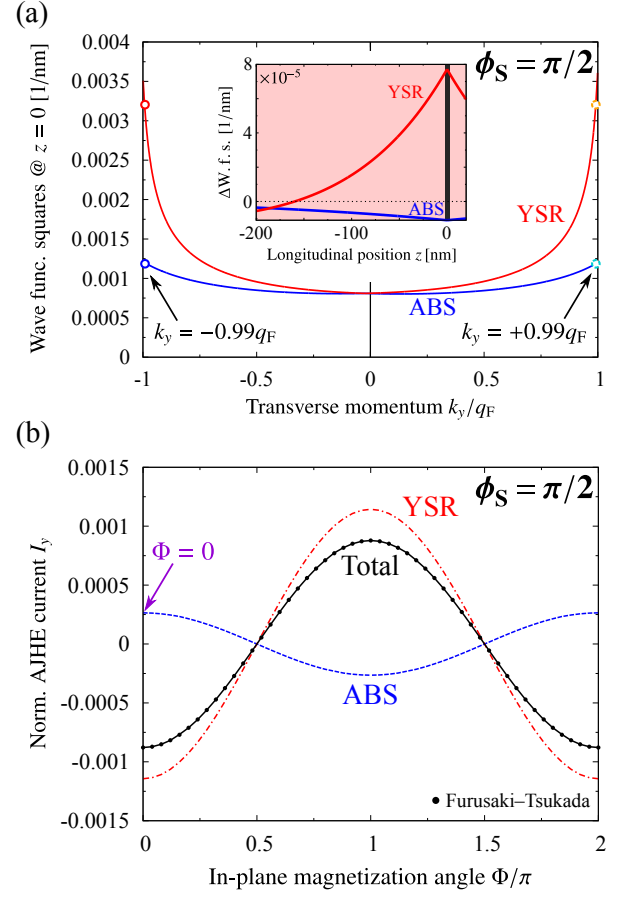 (a)
ϕS = π/2
0.004
0.0035
0.003
0.0025
0.002
0.0015
0.001
0.0005
0
Wave func. squares @ z = 0 [1/nm]
8
×10⁻⁵
4
0
ΔW. f. s. [1/nm]
YSR
ABS
-200
-100
0
Longitudinal position z [nm]
YSR
ABS
ky = −0.99qF
ky = +0.99qF
-1
-0.5
0
0.5
1
Transverse momentum ky/qF
(b)
ϕS = π/2
0.0015
0.001
0.0005
0
-0.0005
-0.001
-0.0015
Norm. AJHE current Iy
YSR
Φ = 0
Total
ABS
Furusaki–Tsukada
0
0.5
1
1.5
2
In-plane magnetization angle Φ/π